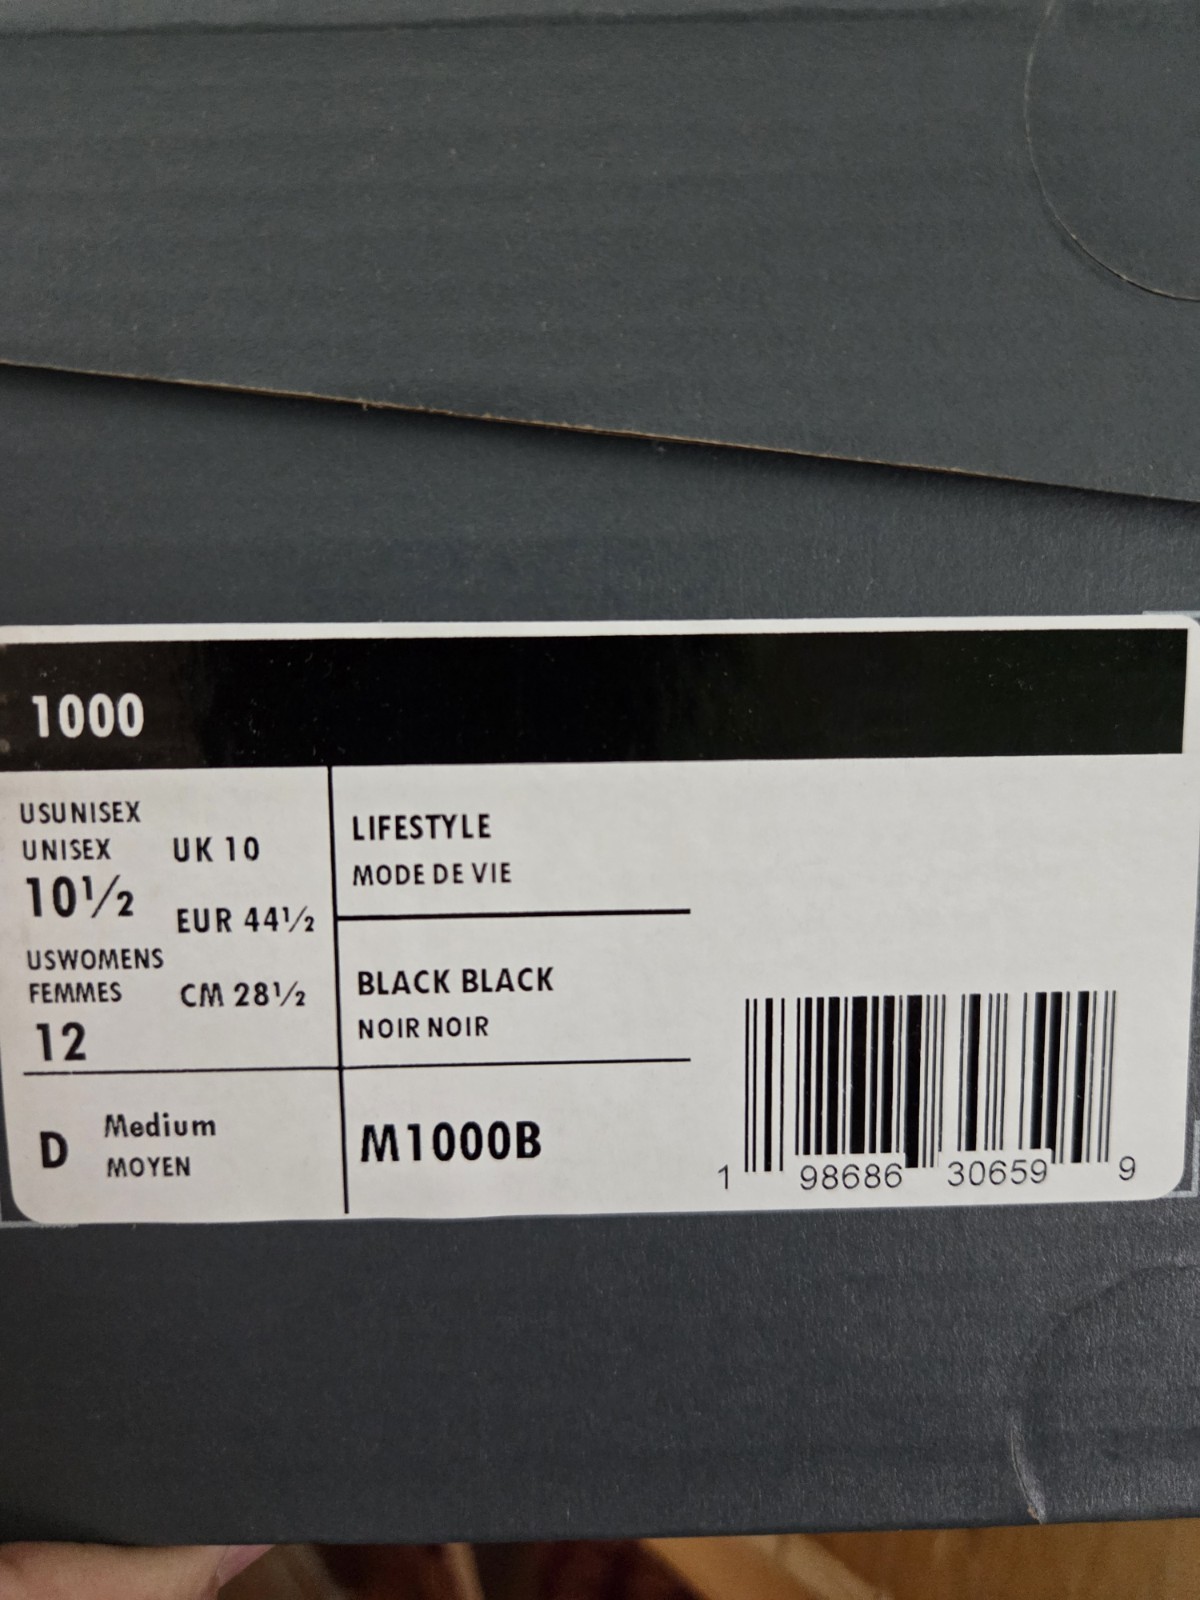 1000
USUNISEX
UNISEX UK 10
10½
EUR 44½
USWOMENS
FEMMES CM 28½
12
D Medium
MOYEN
LIFESTYLE
MODE DE VIE
BLACK BLACK
NOIR NOIR
M1000B
1 98686 30659 9